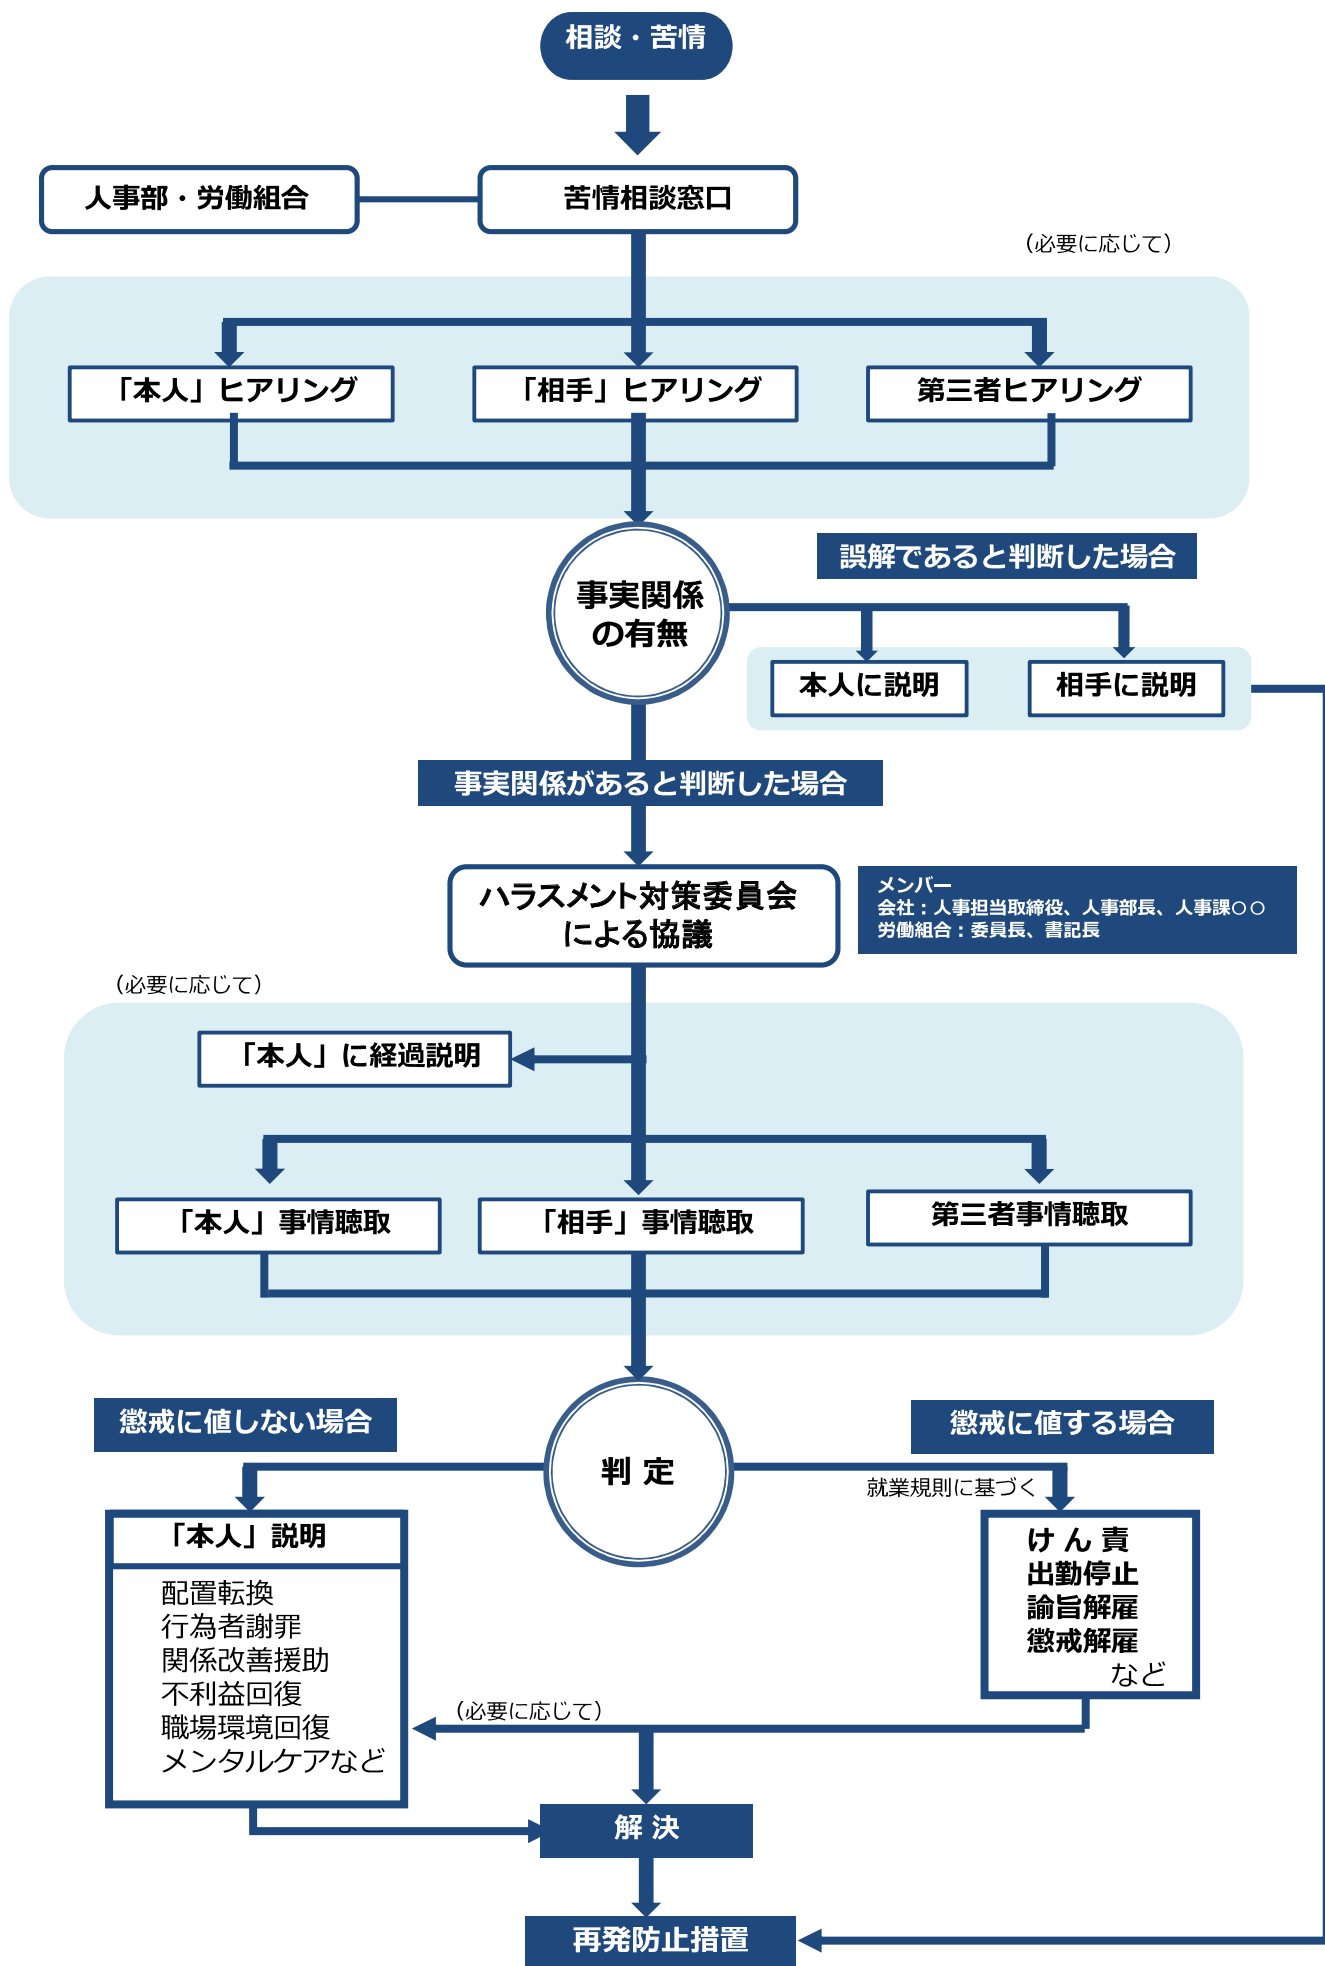 相談・苦情
人事部・労働組合
苦情相談窓口
（必要に応じて）
「本人」ヒアリング
「相手」ヒアリング
第三者ヒアリング
誤解であると判断した場合
事実関係
の有無
本人に説明
相手に説明
事実関係があると判断した場合
ハラスメント対策委員会
による協議
メンバー
会社：人事担当取締役、人事部長、人事課○○
労働組合：委員長、書記長
（必要に応じて）
「本人」に経過説明
「本人」事情聴取
「相手」事情聴取
第三者事情聴取
懲戒に値しない場合
懲戒に値する場合
判 定
就業規則に基づく
「本人」説明
配置転換
行為者謝罪
関係改善援助
不利益回復
職場環境回復
メンタルケアなど
け ん 責
出勤停止
諭旨解雇
懲戒解雇
など
（必要に応じて）
解 決
再発防止措置